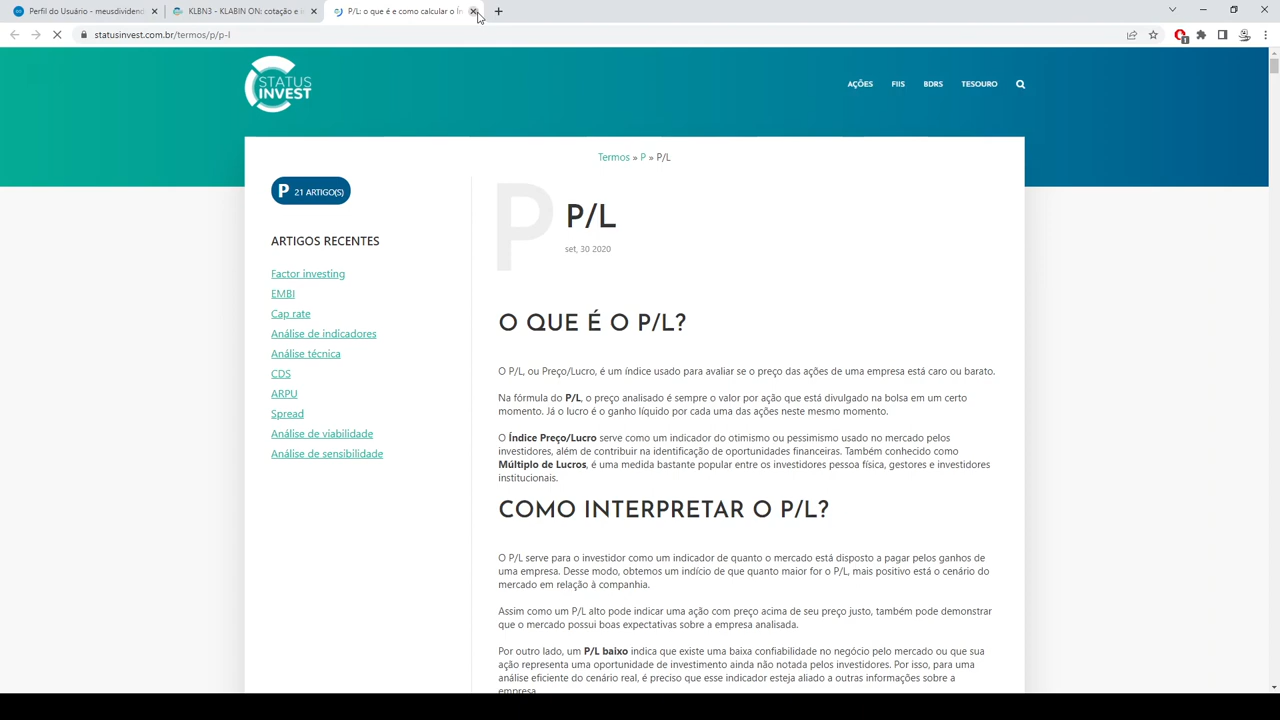 Perfil do Usuário - meusdividend
KLBN3 - KLABIN ON: cotação e i
P/L: o que é e como calcular o Ín
statusinvest.com.br/termos/p/p-l
1
STATUS
INVEST
AÇÕES
FIIS
BDRS
TESOURO
Termos » P » P/L
P 21 ARTIGO(S)
ARTIGOS RECENTES
Factor investing
EMBI
Cap rate
Análise de indicadores
Análise técnica
CDS
ARPU
Spread
Análise de viabilidade
Análise de sensibilidade
P
P/L
set, 30 2020
O QUE É O P/L?
O P/L, ou Preço/Lucro, é um índice usado para avaliar se o preço das ações de uma empresa está caro ou barato.
Na fórmula do P/L, o preço analisado é sempre o valor por ação que está divulgado na bolsa em um certo
momento. Já o lucro é o ganho líquido por cada uma das ações neste mesmo momento.
O Índice Preço/Lucro serve como um indicador do otimismo ou pessimismo usado no mercado pelos
investidores, além de contribuir na identificação de oportunidades financeiras. Também conhecido como
Múltiplo de Lucros, é uma medida bastante popular entre os investidores pessoa física, gestores e investidores
institucionais.
COMO INTERPRETAR O P/L?
O P/L serve para o investidor como um indicador de quanto o mercado está disposto a pagar pelos ganhos de
uma empresa. Desse modo, obtemos um indício de que quanto maior for o P/L, mais positivo está o cenário do
mercado em relação à companhia.
Assim como um P/L alto pode indicar uma ação com preço acima de seu preço justo, também pode demonstrar
que o mercado possui boas expectativas sobre a empresa analisada.
Por outro lado, um P/L baixo indica que existe uma baixa confiabilidade no negócio pelo mercado ou que sua
ação representa uma oportunidade de investimento ainda não notada pelos investidores. Por isso, para uma
análise eficiente do cenário real, é preciso que esse indicador esteja aliado a outras informações sobre a
empresa.